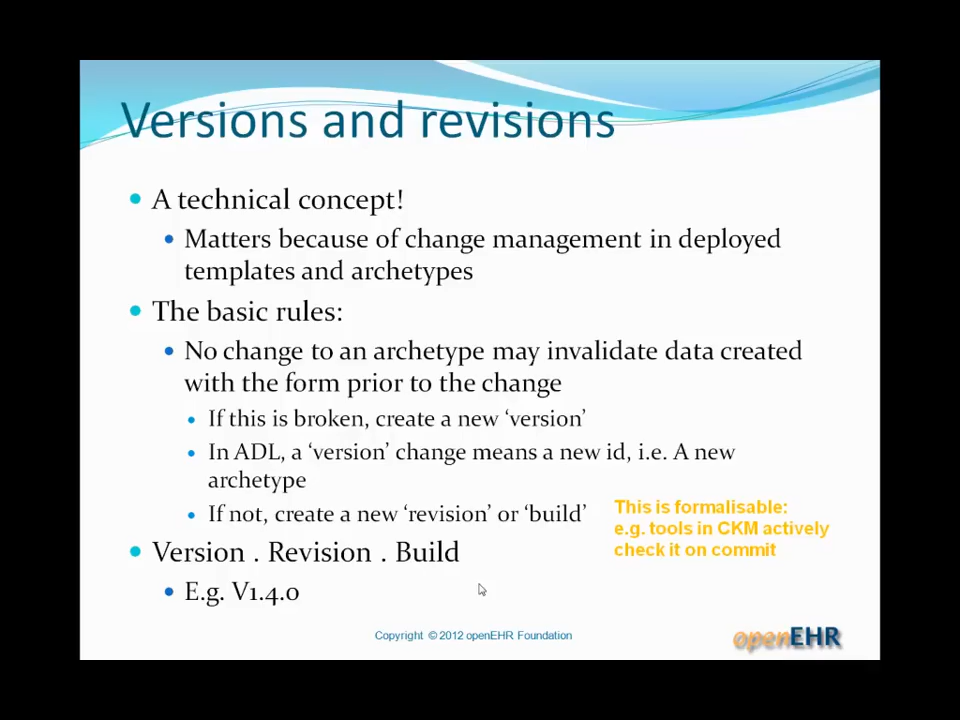 Versions and revisions
A technical concept!
Matters because of change management in deployed
templates and archetypes
The basic rules:
No change to an archetype may invalidate data created
with the form prior to the change
If this is broken, create a new ‘version’
In ADL, a ‘version’ change means a new id, i.e. A new
archetype
If not, create a new ‘revision’ or ‘build’
This is formalisable:
e.g. tools in CKM actively
check it on commit
Version . Revision . Build
E.g. V1.4.0
Copyright © 2012 openEHR Foundation
openEHR